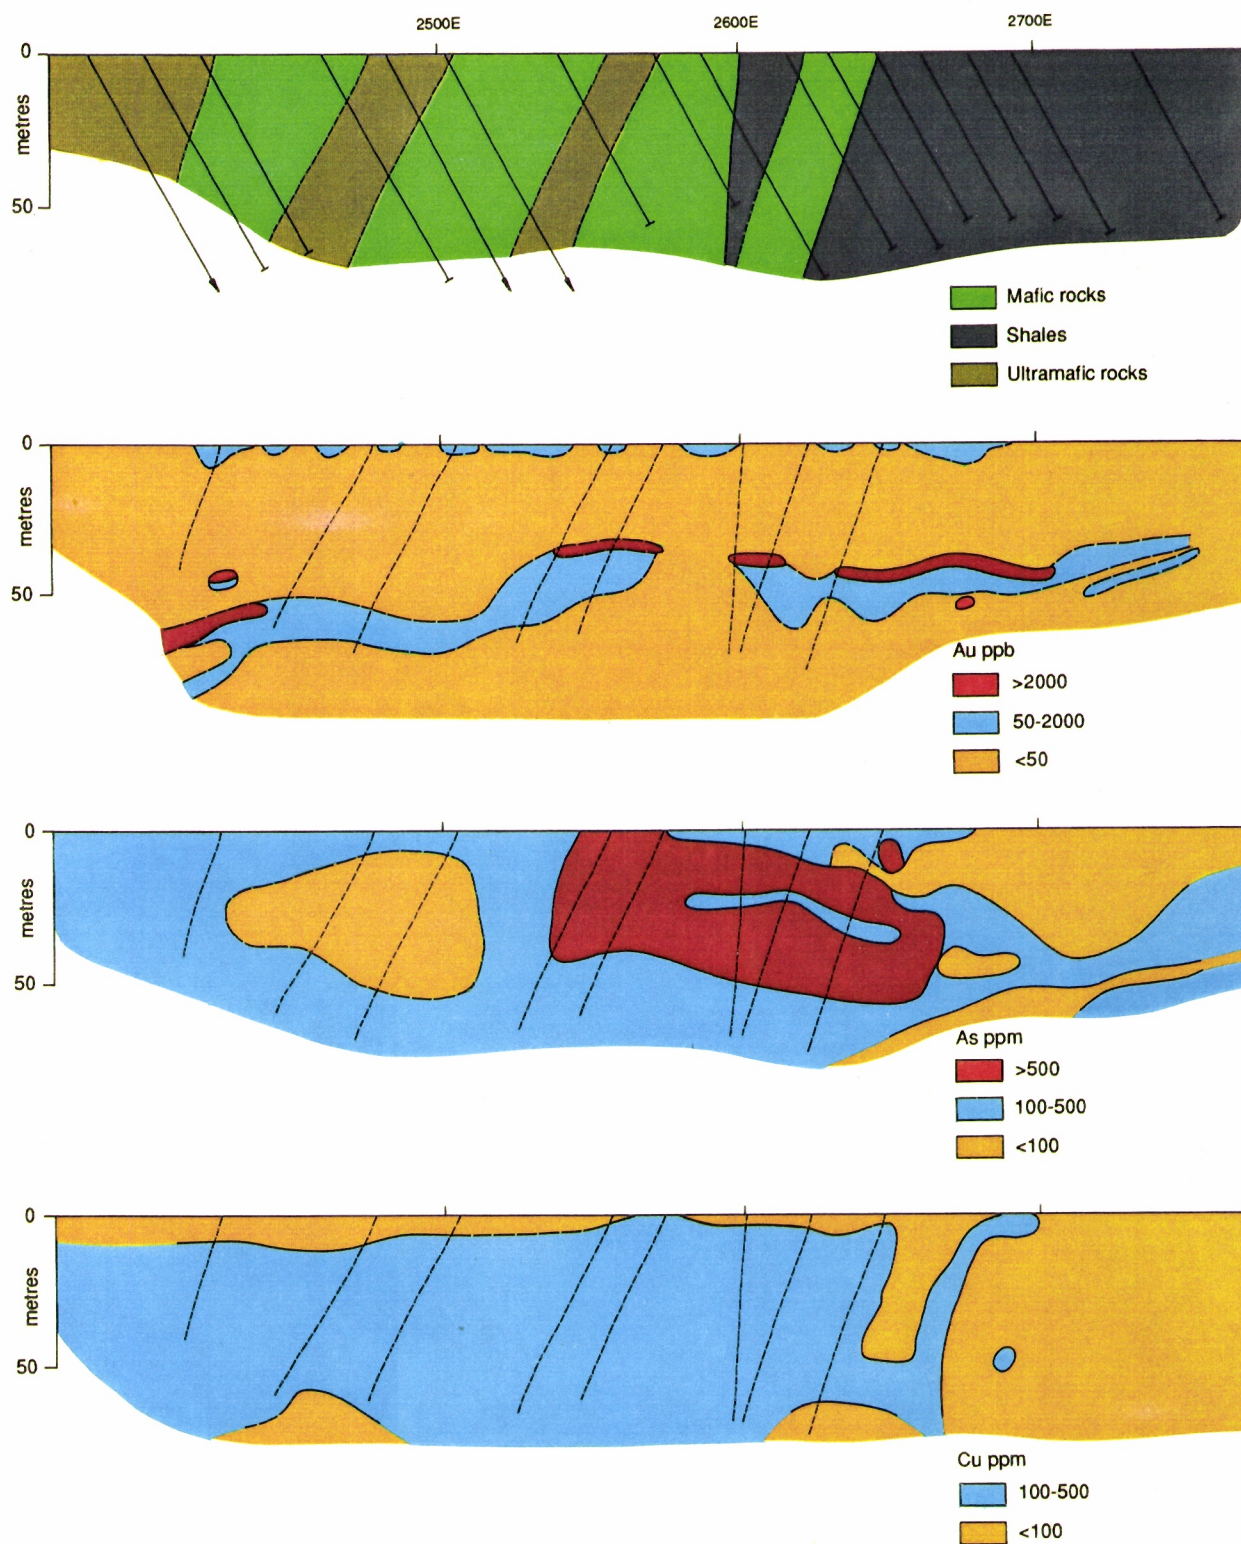 2500E 2600E 2700E
0
metres
50
Mafic rocks
Shales
Ultramafic rocks
0
metres
50
Au ppb
>2000
50-2000
<50
0
metres
50
As ppm
>500
100-500
<100
0
metres
50
Cu ppm
100-500
<100